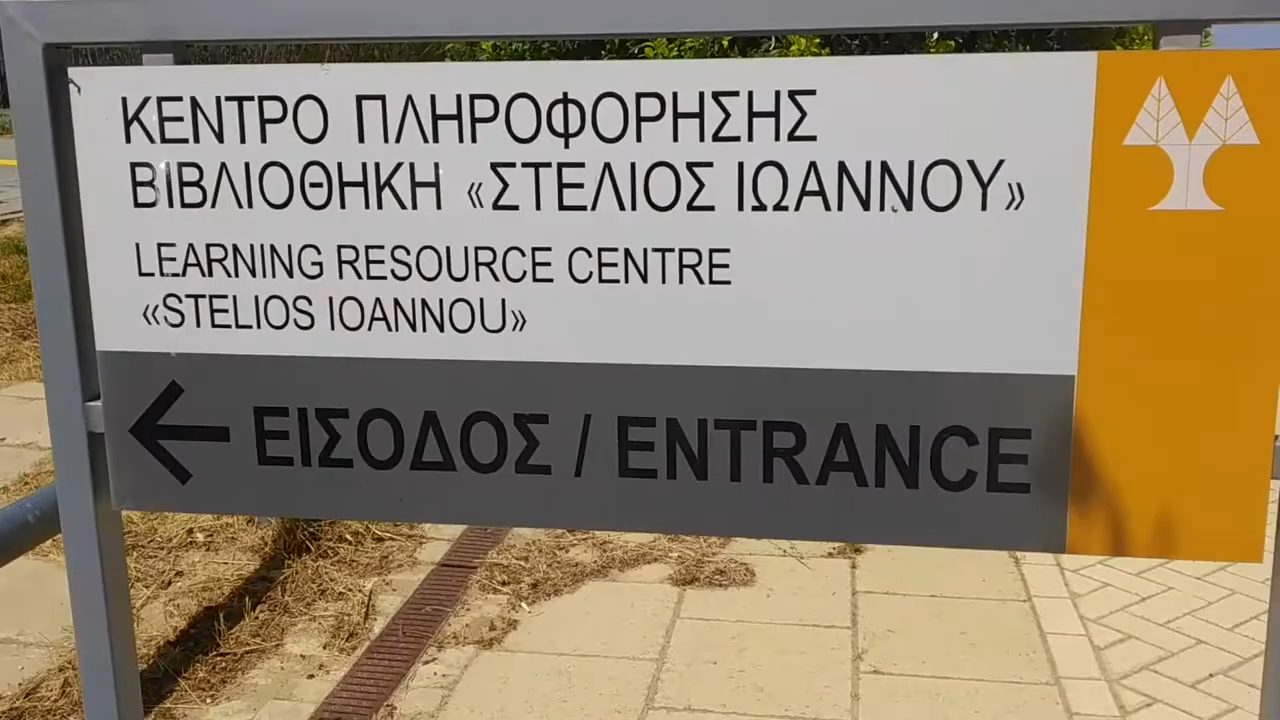 ΚΕΝΤΡΟ ΠΛΗΡΟΦΟΡΗΣΗΣ
ΒΙΒΛΙΟΘΗΚΗ «ΣΤΕΛΙΟΣ ΙΩΑΝΝΟΥ»
LEARNING RESOURCE CENTRE
«STELIOS IOANNOU»
ΕΙΣΟΔΟΣ / ENTRANCE